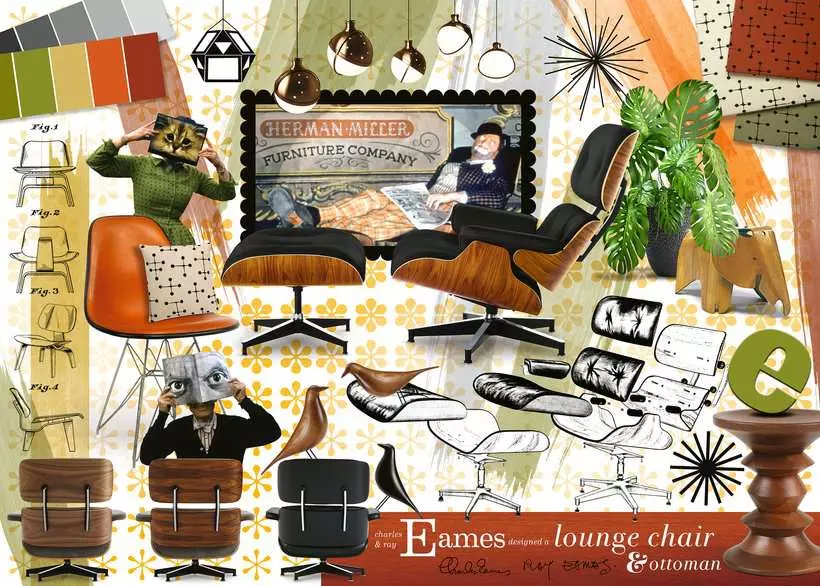 Fig.1
Fig.2
Fig.3
Fig.4
HERMAN MILLER
FURNITURE COMPANY
e
charles
& ray
Eames designed a lounge chair
& ottoman
Charles Eames RAY EAMES.